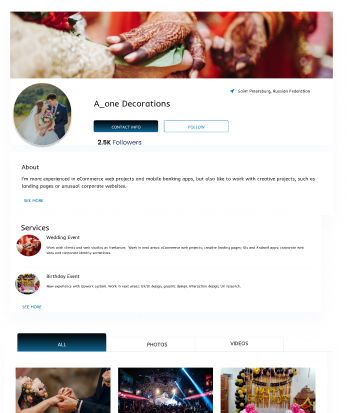 Saint Petersburg, Russian Federation
A_one Decorations
CONTACT INFO
FOLLOW
2.5K Followers
About
I'm more experienced in eCommerce web projects and mobile banking apps, but also like to work with creative projects, such as
landing pages or unusual corporate websites.
SEE MORE
Services
Wedding Event
Work with clients and web studios as freelancer. Work in next areas: eCommerce web projects; creative landing pages; iOs and Android apps; corporate web
sites and corporate identity sometimes.
Birthday Event
New experience with Upwork system. Work in next areas: UX/UI design, graphic design, interaction design, UX research.
SEE MORE
ALL
PHOTOS
VIDEOS